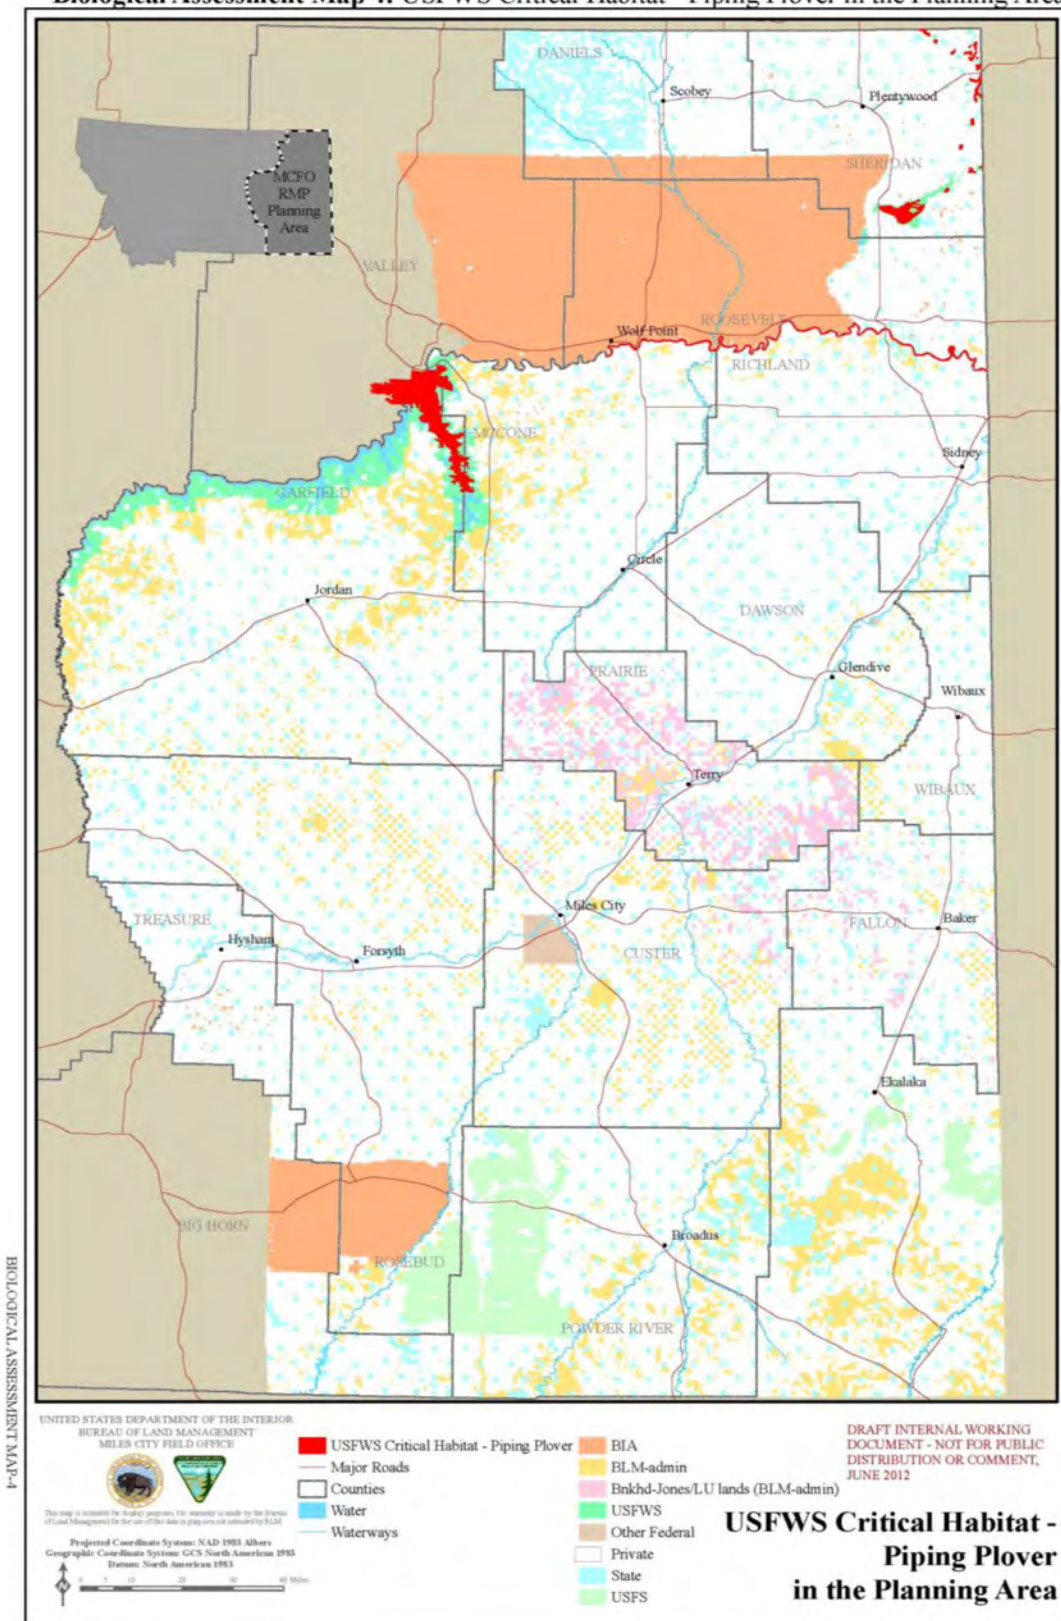 Biological Assessment Map 4. USFWS Critical Habitat - Piping Plover in the Planning Area
DANIELS
Scobey
Plentywood
SHERIDAN
MCFO
RMP
Planning
Area
VALLEY
ROOSEVELT
Wolf Point
RICHLAND
MCCONE
Sidney
GARFIELD
Circle
Jordan
DAWSON
PRAIRIE
Glendive
Wibaux
Terry
WIBAUX
Miles City
TREASURE
Hysham
Forsyth
FALLON
Baker
CUSTER
Ekalaka
BIG HORN
ROSEBUD
Broadus
POWDER RIVER
BIOLOGICAL ASSESSMENT MAP-4
UNITED STATES DEPARTMENT OF THE INTERIOR
BUREAU OF LAND MANAGEMENT
MILES CITY FIELD OFFICE
Projected Coordinate System: NAD 1983 Albers
Geographic Coordinate System: GCS North American 1983
Datum: North American 1983
N
USFWS Critical Habitat - Piping Plover
Major Roads
Counties
Water
Waterways
BIA
BLM-admin
Bnkhd-Jones/LU lands (BLM-admin)
USFWS
Other Federal
Private
State
USFS
DRAFT INTERNAL WORKING
DOCUMENT - NOT FOR PUBLIC
DISTRIBUTION OR COMMENT,
JUNE 2012
USFWS Critical Habitat -
Piping Plover
in the Planning Area